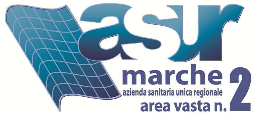 asur
marche
azienda sanitaria unica regionale
area vasta n. 2